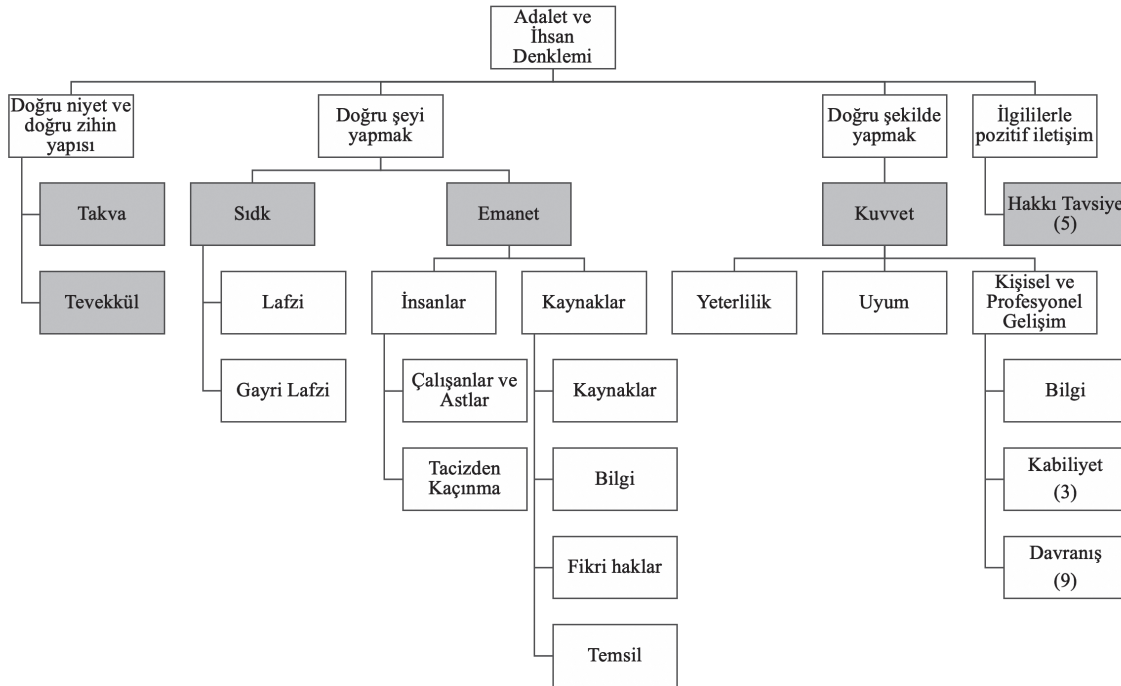 Adalet ve
İhsan
Denklemi
Doğru niyet ve
doğru zihin
yapısı
Doğru şeyi
yapmak
Doğru şekilde
yapmak
İlgililerle
pozitif iletişim
Takva
Sıdk
Emanet
Kuvvet
Hakkı Tavsiye
(5)
Tevekkül
Lafzi
İnsanlar
Kaynaklar
Yeterlilik
Uyum
Kişisel ve
Profesyonel
Gelişim
Gayri Lafzi
Çalışanlar ve
Astlar
Kaynaklar
Bilgi
Tacizden
Kaçınma
Bilgi
Kabiliyet
(3)
Fikri haklar
Davranış
(9)
Temsil